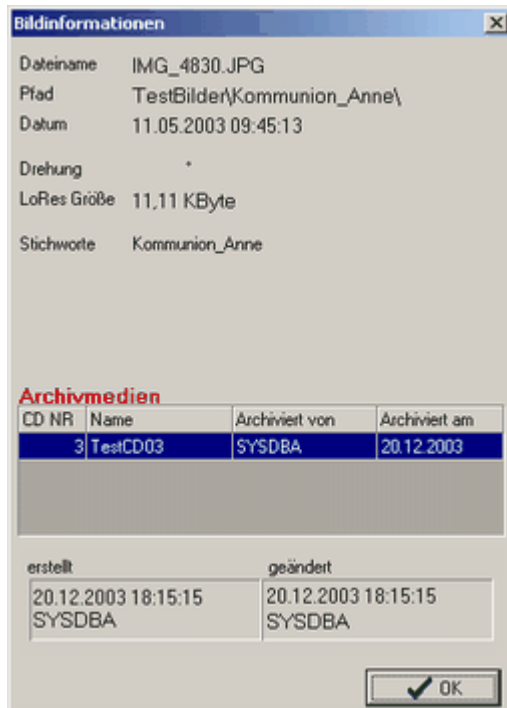 Bildinformationen
Dateiname IMG_4830.JPG
Pfad TestBilder\Kommunion_Anne\
Datum 11.05.2003 09:45:13
Drehung °
LoRes Größe 11,11 KByte
Stichworte Kommunion_Anne
Archivmedien
CD NR Name Archiviert von Archiviert am
3 TestCD03 SYSDBA 20.12.2003
erstellt geändert
20.12.2003 18:15:15 20.12.2003 18:15:15
SYSDBA SYSDBA
OK